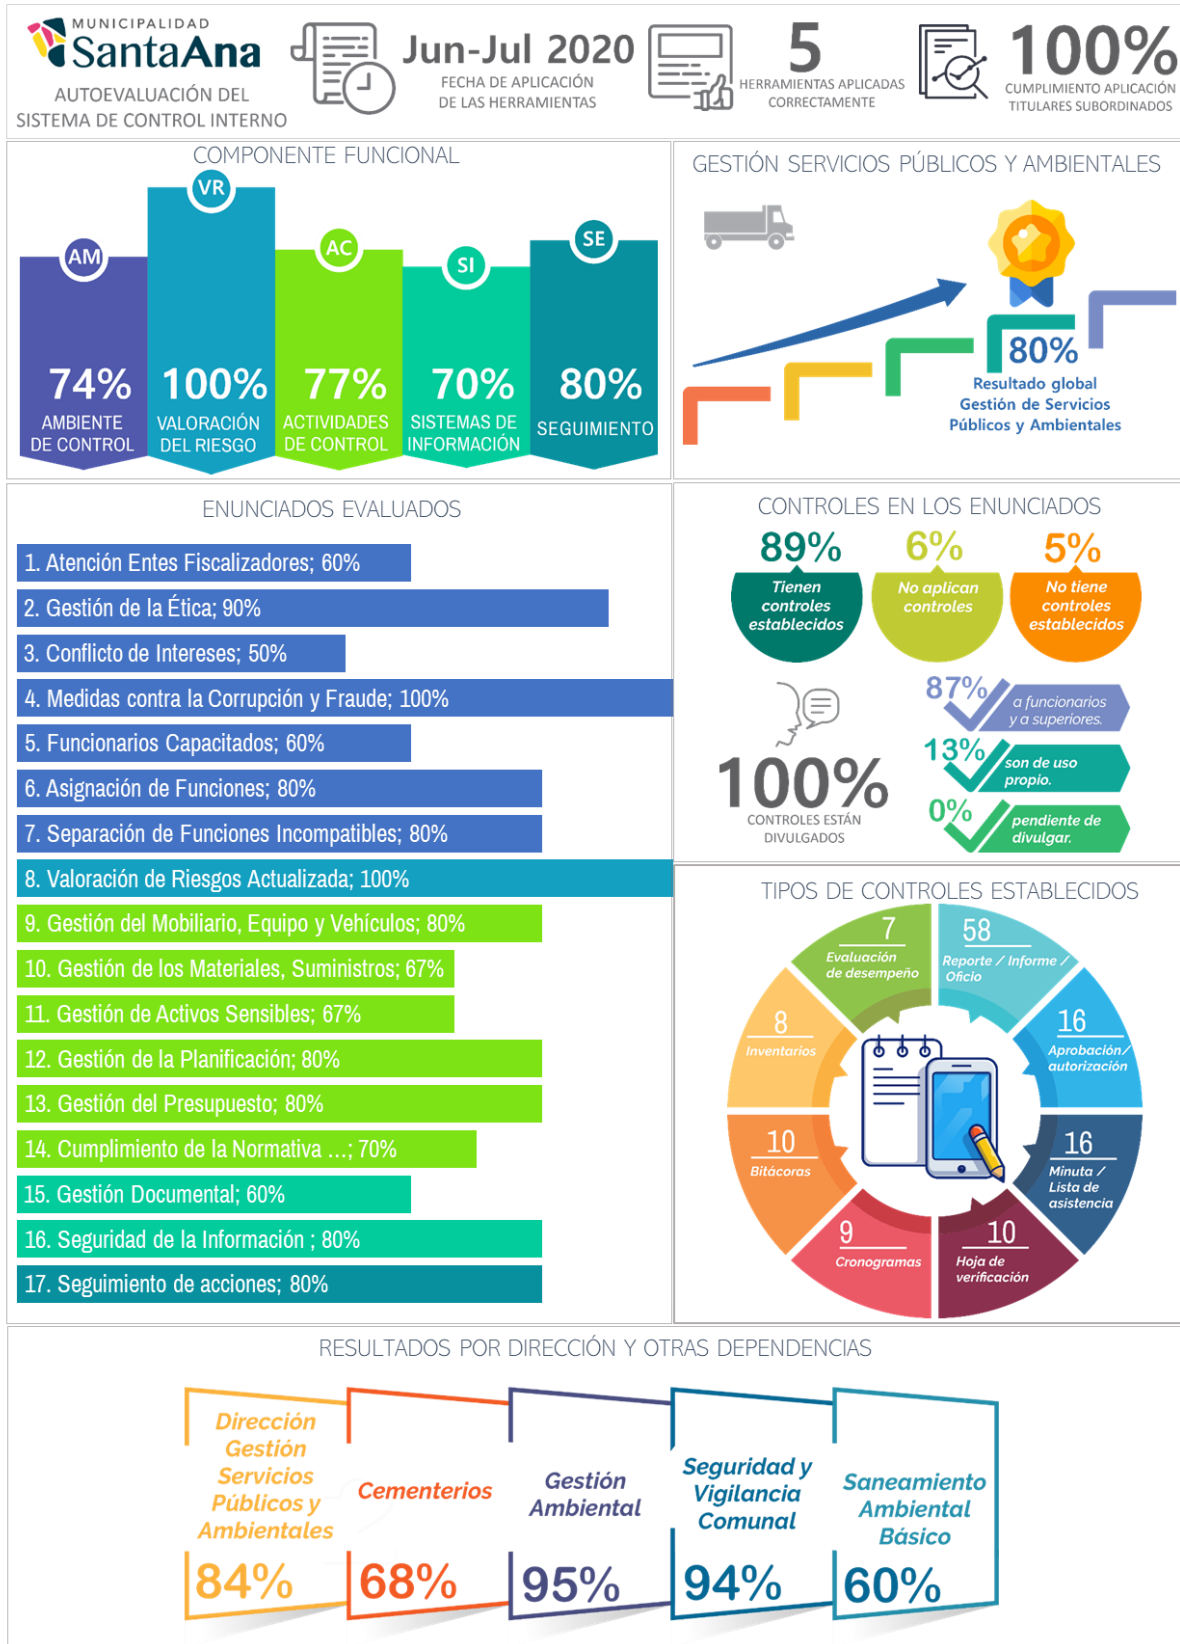 MUNICIPALIDAD
SantaAna
AUTOEVALUACIÓN DEL
SISTEMA DE CONTROL INTERNO
Jun-Jul 2020
FECHA DE APLICACIÓN
DE LAS HERRAMIENTAS
5
HERRAMIENTAS APLICADAS
CORRECTAMENTE
100%
CUMPLIMIENTO APLICACIÓN
TITULARES SUBORDINADOS
COMPONENTE FUNCIONAL
AM
74%
AMBIENTE
DE CONTROL
VR
100%
VALORACIÓN
DEL RIESGO
AC
77%
ACTIVIDADES
DE CONTROL
SI
70%
SISTEMAS DE
INFORMACIÓN
SE
80%
SEGUIMIENTO
GESTIÓN SERVICIOS PÚBLICOS Y AMBIENTALES
80%
Resultado global
Gestión de Servicios
Públicos y Ambientales
ENUNCIADOS EVALUADOS
1. Atención Entes Fiscalizadores; 60%
2. Gestión de la Ética; 90%
3. Conflicto de Intereses; 50%
4. Medidas contra la Corrupción y Fraude; 100%
5. Funcionarios Capacitados; 60%
6. Asignación de Funciones; 80%
7. Separación de Funciones Incompatibles; 80%
8. Valoración de Riesgos Actualizada; 100%
9. Gestión del Mobiliario, Equipo y Vehículos; 80%
10. Gestión de los Materiales, Suministros; 67%
11. Gestión de Activos Sensibles; 67%
12. Gestión de la Planificación; 80%
13. Gestión del Presupuesto; 80%
14. Cumplimiento de la Normativa ...; 70%
15. Gestión Documental; 60%
16. Seguridad de la Información ; 80%
17. Seguimiento de acciones; 80%
CONTROLES EN LOS ENUNCIADOS
89%
Tienen
controles
establecidos
6%
No aplican
controles
5%
No tiene
controles
establecidos
100%
CONTROLES ESTÁN
DIVULGADOS
87%
a funcionarios
y a superiores.
13%
son de uso
propio.
0%
pendiente de
divulgar.
TIPOS DE CONTROLES ESTABLECIDOS
7
Evaluación
de desempeño
58
Reporte / Informe /
Oficio
16
Aprobación/
autorización
16
Minuta /
Lista de
asistencia
10
Hoja de
verificación
9
Cronogramas
10
Bitácoras
8
Inventarios
RESULTADOS POR DIRECCIÓN Y OTRAS DEPENDENCIAS
Dirección
Gestión
Servicios
Públicos y
Ambientales
84%
Cementerios
68%
Gestión
Ambiental
95%
Seguridad y
Vigilancia
Comunal
94%
Saneamiento
Ambiental
Básico
60%